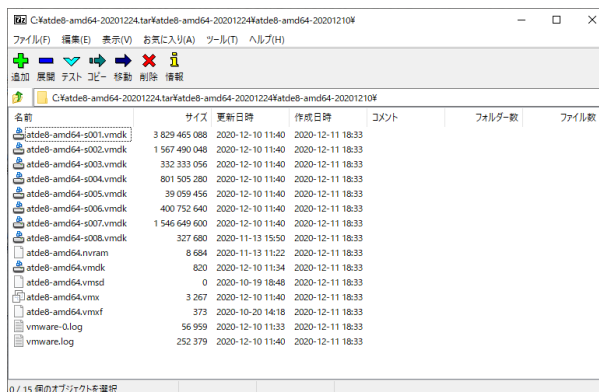 C:¥atde8-amd64-20201224.tar¥atde8-amd64-20201224¥atde8-amd64-20201210¥
ファイル(F) 編集(E) 表示(V) お気に入り(A) ツール(T) ヘルプ(H)
追加 展開 テスト コピー 移動 削除 情報
C:¥atde8-amd64-20201224.tar¥atde8-amd64-20201224¥atde8-amd64-20201210¥
名前 サイズ 更新日時 作成日時 コメント フォルダー数 ファイル数
atde8-amd64-s001.vmdk 3 829 465 088 2020-12-10 11:40 2020-12-11 18:33
atde8-amd64-s002.vmdk 1 567 490 048 2020-12-10 11:40 2020-12-11 18:33
atde8-amd64-s003.vmdk 332 333 056 2020-12-10 11:40 2020-12-11 18:33
atde8-amd64-s004.vmdk 801 505 280 2020-12-10 11:40 2020-12-11 18:33
atde8-amd64-s005.vmdk 39 059 456 2020-12-10 11:40 2020-12-11 18:33
atde8-amd64-s006.vmdk 400 752 640 2020-12-10 11:40 2020-12-11 18:33
atde8-amd64-s007.vmdk 1 546 649 600 2020-12-10 11:40 2020-12-11 18:33
atde8-amd64-s008.vmdk 327 680 2020-11-13 15:50 2020-12-11 18:33
atde8-amd64.nvram 8 684 2020-11-13 11:22 2020-12-11 18:33
atde8-amd64.vmdk 820 2020-12-10 11:34 2020-12-11 18:33
atde8-amd64.vmsd 0 2020-10-19 18:48 2020-12-11 18:33
atde8-amd64.vmx 3 267 2020-12-10 11:40 2020-12-11 18:33
atde8-amd64.vmxf 373 2020-10-20 14:18 2020-12-11 18:33
vmware-0.log 56 959 2020-12-10 11:33 2020-12-11 18:33
vmware.log 252 379 2020-12-10 11:40 2020-12-11 18:33
0 / 15 個のオブジェクトを選択